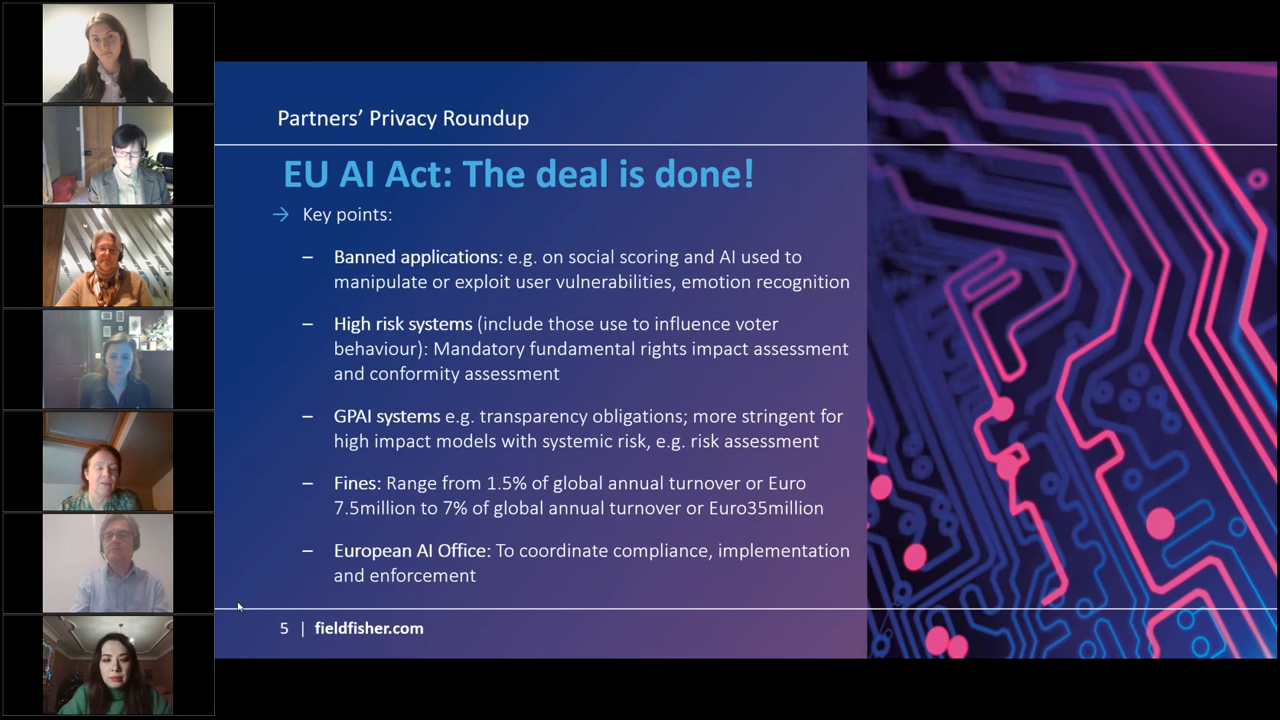 Partners' Privacy Roundup
EU AI Act: The deal is done!
→ Key points:
– Banned applications: e.g. on social scoring and AI used to
manipulate or exploit user vulnerabilities, emotion recognition
– High risk systems (include those use to influence voter
behaviour): Mandatory fundamental rights impact assessment
and conformity assessment
– GPAI systems e.g. transparency obligations; more stringent for
high impact models with systemic risk, e.g. risk assessment
– Fines: Range from 1.5% of global annual turnover or Euro
7.5million to 7% of global annual turnover or Euro35million
– European AI Office: To coordinate compliance, implementation
and enforcement
5 | fieldfisher.com